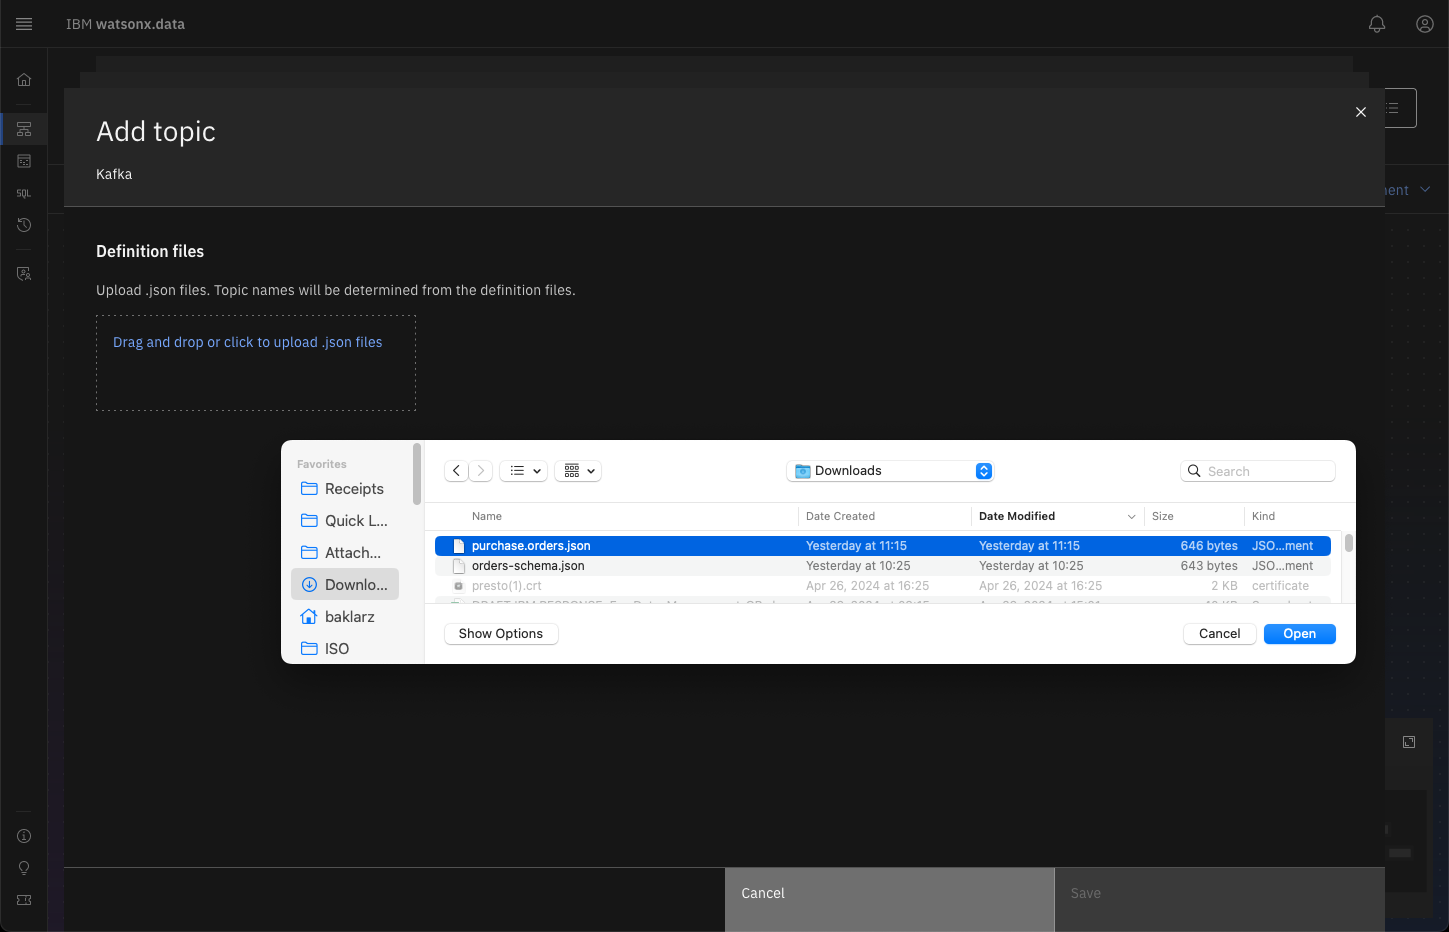 IBM watsonx.data
Add topic
Kafka
ent
SQL
Definition files
Upload .json files. Topic names will be determined from the definition files.
Drag and drop or click to upload .json files
Favorites
Receipts
Quick L...
Attach...
Downlo...
baklarz
ISO
Downloads
Search
Name Date Created Date Modified Size Kind
purchase.orders.json Yesterday at 11:15 Yesterday at 11:15 646 bytes JSO...ment
orders-schema.json Yesterday at 10:25 Yesterday at 10:25 643 bytes JSO...ment
presto(1).crt Apr 26, 2024 at 16:25 Apr 26, 2024 at 16:25 2 KB certificate
Show Options Cancel Open
Cancel Save